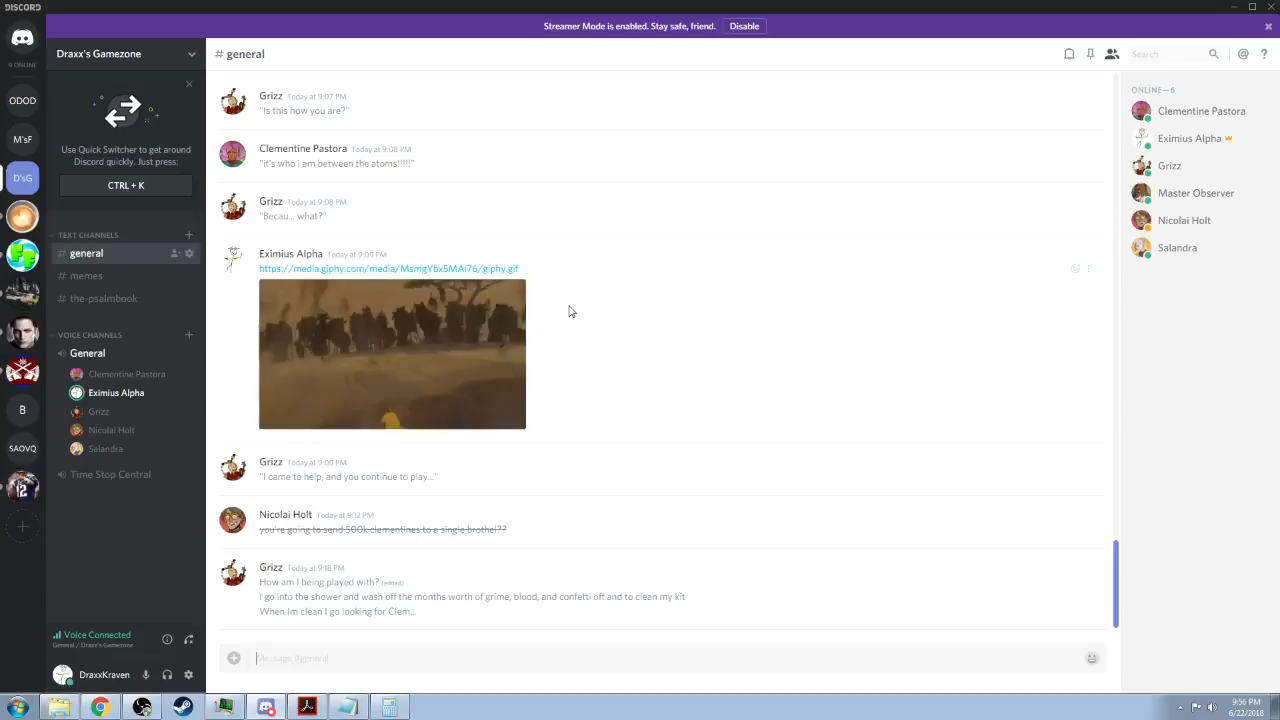 DISCORD
Streamer Mode is enabled. Stay safe, friend.
Disable
9 ONLINE
DOOD
M'sF
D'sG
B
SAOVQ
Draxx's Gamezone
Use Quick Switcher to get around
Discord quickly. Just press:
CTRL + K
TEXT CHANNELS
# general
# memes
# the-psalmbook
VOICE CHANNELS
General
Clementine Pastora
Eximius Alpha
Grizz
Nicolai Holt
Salandra
Time Stop Central
Voice Connected
General / Draxx's Gamezone
DraxxKraven
# general
Search
Grizz Today at 9:07 PM
"Is this how you are?"
Clementine Pastora Today at 9:08 PM
"it's who i am between the atoms!!!!!"
Grizz Today at 9:08 PM
"Becau... what?"
Eximius Alpha Today at 9:09 PM
https://media.giphy.com/media/MsmgYbx5MAi76/giphy.gif
Grizz Today at 9:09 PM
"I came to help, and you continue to play..."
Nicolai Holt Today at 9:12 PM
you're going to send 500k clementines to a single brothel??
Grizz Today at 9:18 PM
How am I being played with? (edited)
I go into the shower and wash off the months worth of grime, blood, and confetti off and to clean my kit
When Im clean I go looking for Clem...
Message #general
ONLINE—6
Clementine Pastora
Eximius Alpha
Grizz
Master Observer
Nicolai Holt
Salandra
9:56 PM
6/22/2018